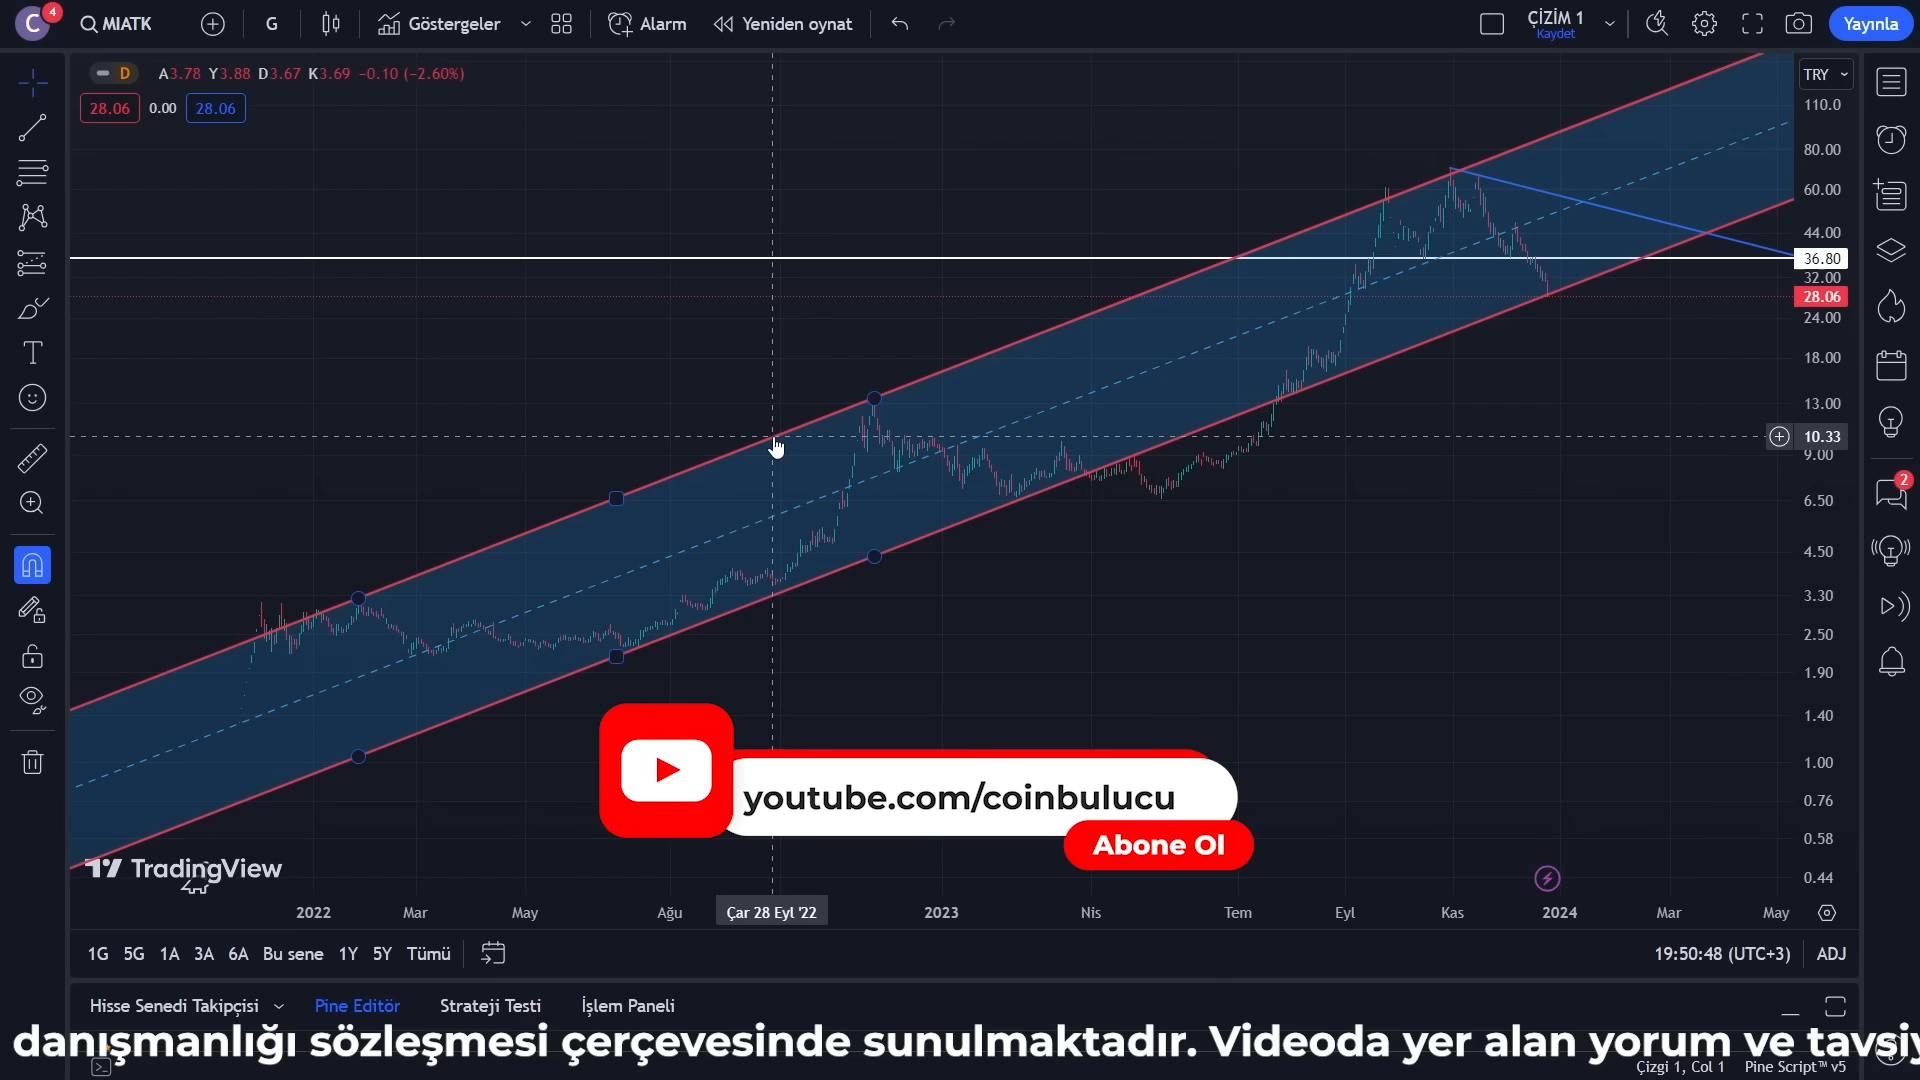 C 4 MIATK G Göstergeler Alarm Yeniden oynat ÇİZİM 1 Kaydet Yayınla
D A3.78 Y3.88 D3.67 K3.69 −0.10 (−2.60%) TRY
28.06 0.00 28.06
110.0
80.00
60.00
44.00
36.80
32.00
28.06
24.00
18.00
13.00
10.33
9.00
6.50
4.50
3.30
2.50
1.90
1.40
1.00
0.76
0.58
0.44
2
youtube.com/coinbulucu
Abone Ol
TradingView
2022 Mar May Ağu Çar 28 Eyl '22 2023 Nis Tem Eyl Kas 2024 Mar May
1G 5G 1A 3A 6A Bu sene 1Y 5Y Tümü 19:50:48 (UTC+3) ADJ
Hisse Senedi Takipçisi Pine Editör Strateji Testi İşlem Paneli
danışmanlığı sözleşmesi çerçevesinde sunulmaktadır. Videoda yer alan yorum ve tavsiy
Çizgi 1, Col 1 Pine Script™ v5